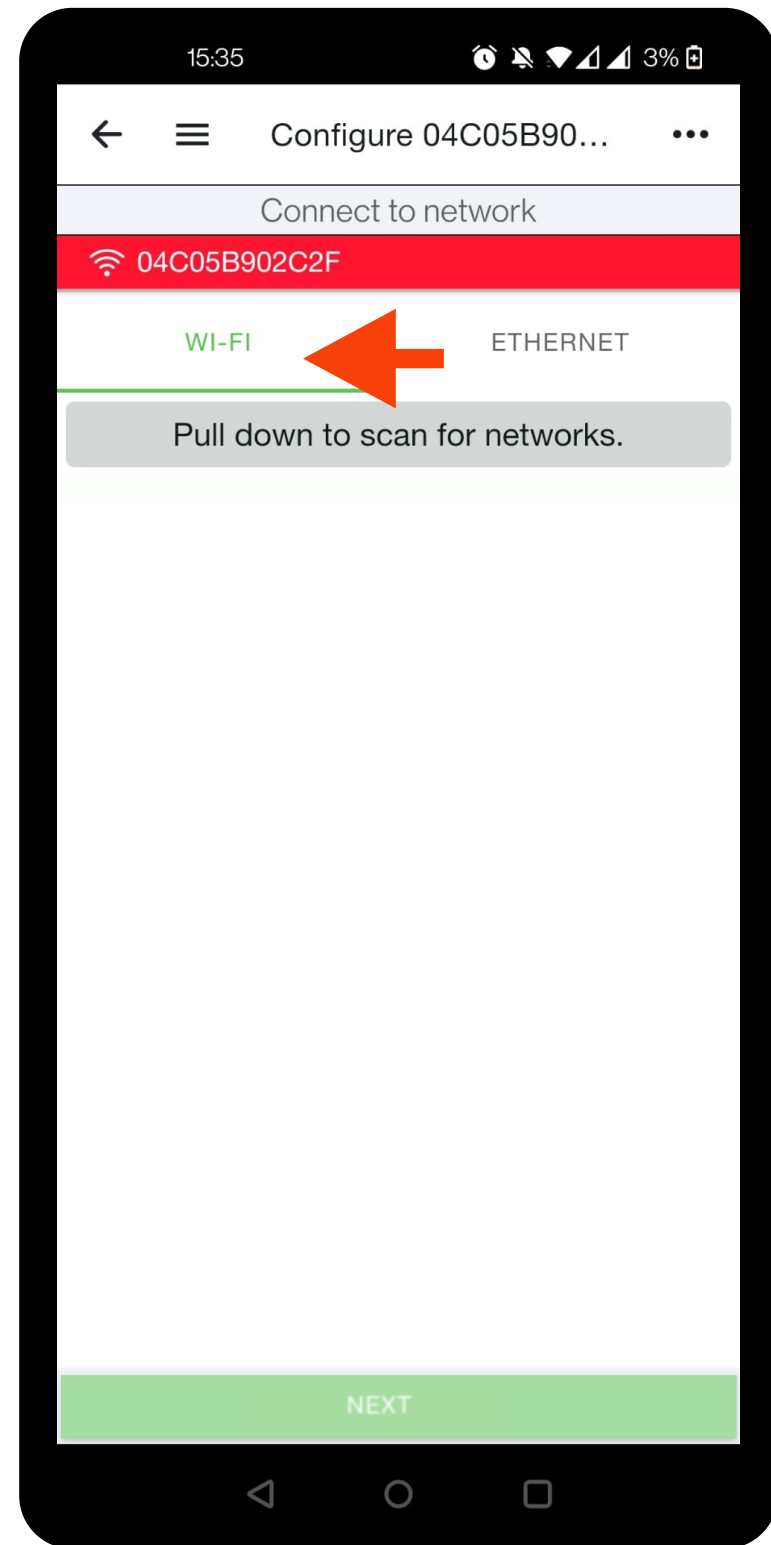 15:35 3%
Configure 04C05B90...
Connect to network
04C05B902C2F
WI-FI ETHERNET
Pull down to scan for networks.
NEXT